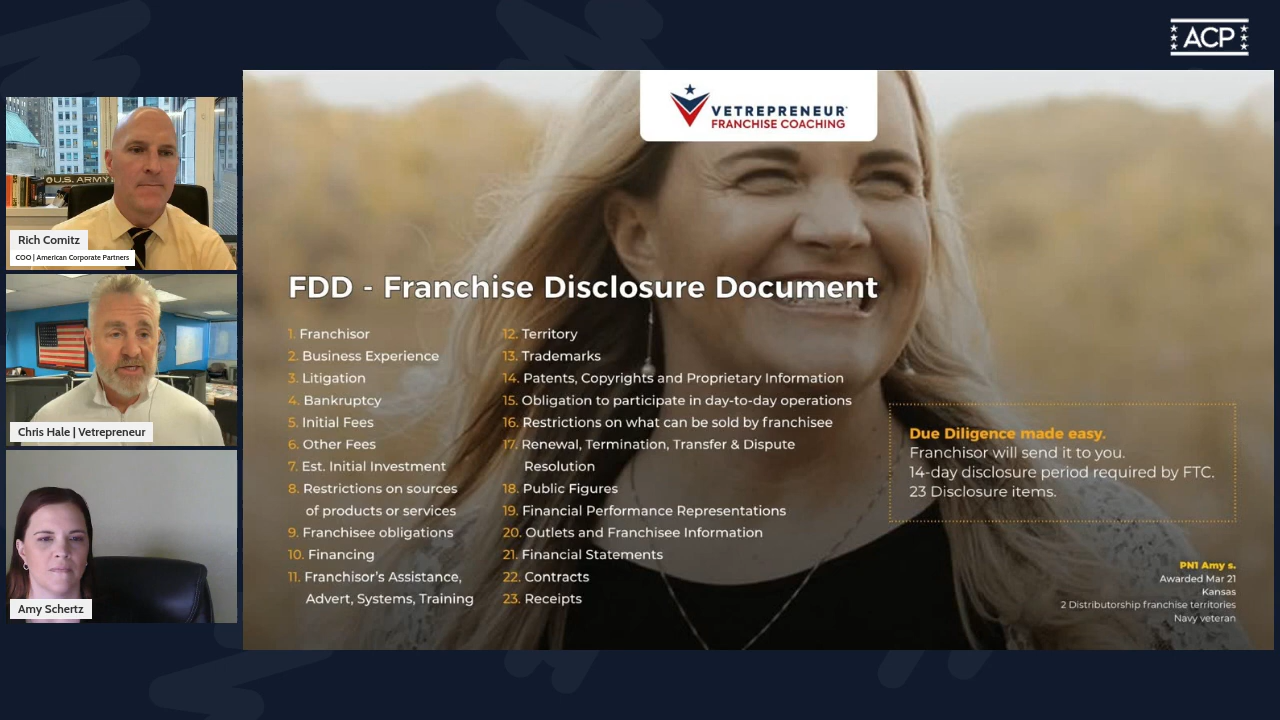 ACP
U.S. ARMY
Rich Comitz
COO | American Corporate Partners
Chris Hale | Vetrepreneur
Amy Schertz
VETREPRENEUR
FRANCHISE COACHING
FDD - Franchise Disclosure Document
1. Franchisor
2. Business Experience
3. Litigation
4. Bankruptcy
5. Initial Fees
6. Other Fees
7. Est. Initial Investment
8. Restrictions on sources
of products or services
9. Franchisee obligations
10. Financing
11. Franchisor's Assistance,
Advert, Systems, Training
12. Territory
13. Trademarks
14. Patents, Copyrights and Proprietary Information
15. Obligation to participate in day-to-day operations
16. Restrictions on what can be sold by franchisee
17. Renewal, Termination, Transfer & Dispute
Resolution
18. Public Figures
19. Financial Performance Representations
20. Outlets and Franchisee Information
21. Financial Statements
22. Contracts
23. Receipts
Due Diligence made easy.
Franchisor will send it to you.
14-day disclosure period required by FTC.
23 Disclosure items.
PN1 Amy s.
Awarded Mar 21
Kansas
2 Distributorship franchise territories
Navy veteran